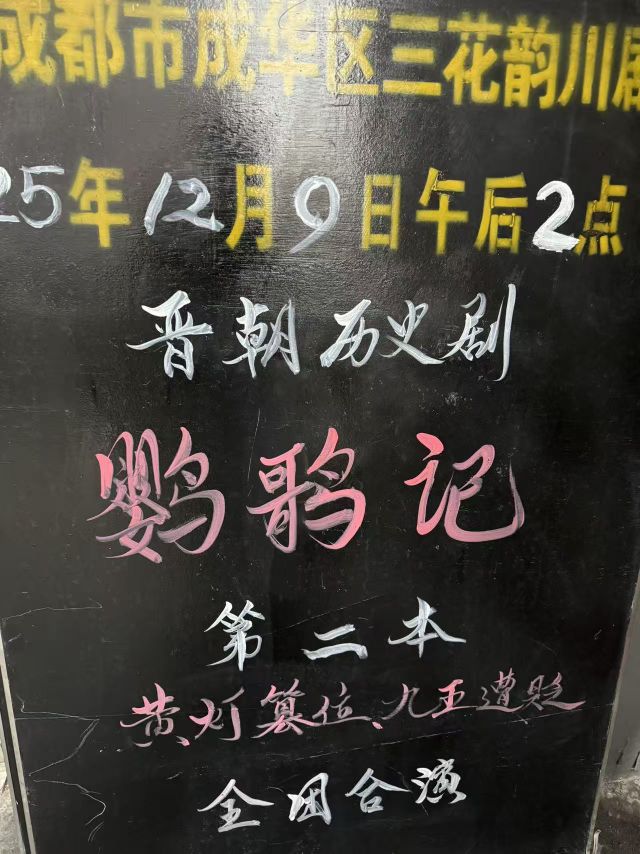 成都市成华区三花韵川剧
25年12月9日午后2点
晋朝历史剧
鹦鹉记
第二本
黄灯篡位、九王遭贬
全团合演